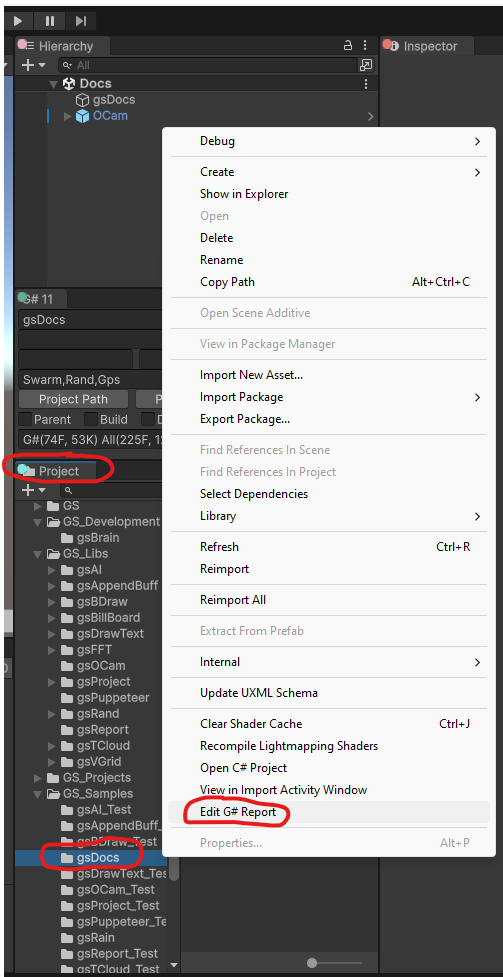 Hierarchy
Inspector
All
Docs
gsDocs
OCam
Debug
Create
Show in Explorer
Open
Delete
Rename
Copy Path Alt+Ctrl+C
Open Scene Additive
View in Package Manager
Import New Asset...
Import Package
Export Package...
Find References In Scene
Find References In Project
Select Dependencies
Library
Refresh Ctrl+R
Reimport
Reimport All
Extract From Prefab
Internal
Update UXML Schema
Clear Shader Cache Ctrl+J
Recompile Lightmapping Shaders
Open C# Project
View in Import Activity Window
Edit G# Report
Properties... Alt+P
G# 11
gsDocs
Swarm,Rand,Gps
Project Path P
Parent Build
G#(74F, 53K) All(225F, 12
Project
GS
GS_Development
gsBrain
GS_Libs
gsAI
gsAppendBuff
gsBDraw
gsBillBoard
gsDrawText
gsFFT
gsOCam
gsProject
gsPuppeteer
gsRand
gsReport
gsTCloud
gsVGrid
GS_Projects
GS_Samples
gsAI_Test
gsAppendBuff_
gsBDraw_Test
gsDocs
gsDrawText_Tes
gsOCam_Test
gsProject_Test
gsPuppeteer_Te
gsRain
gsReport_Test
gsTCloud_Test